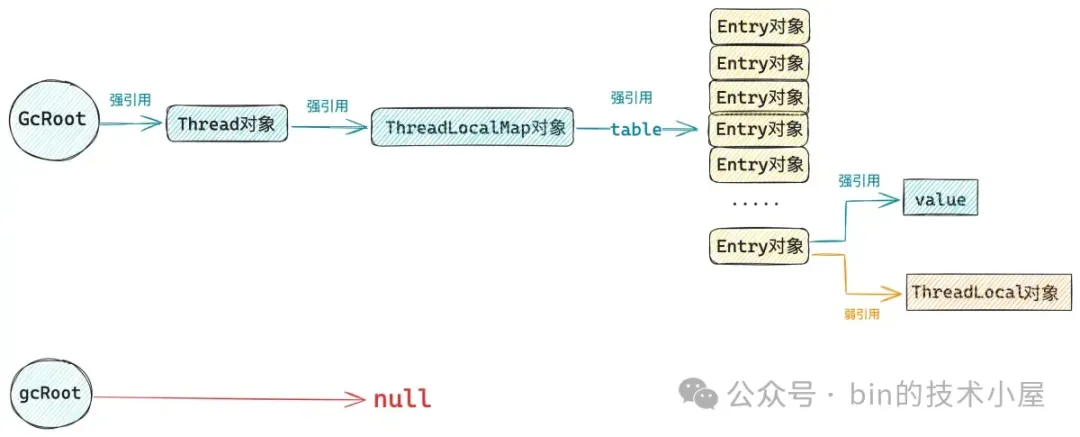 GcRoot
强引用
Thread对象
强引用
ThreadLocalMap对象
强引用
table
Entry对象
Entry对象
Entry对象
Entry对象
Entry对象
.....
Entry对象
强引用
value
弱引用
ThreadLocal对象
gcRoot
null
公众号 · bin的技术小屋